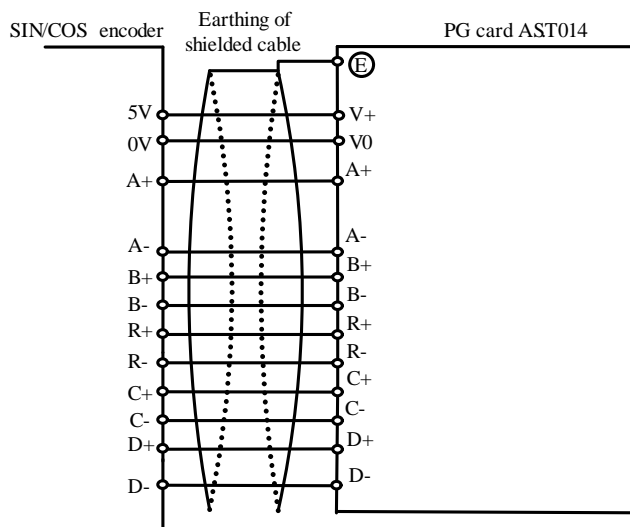 SIN/COS encoder
Earthing of
shielded cable
PG card AST014
E
5V V+
0V V0
A+ A+
A- A-
B+ B+
B- B-
R+ R+
R- R-
C+ C+
C- C-
D+ D+
D- D-